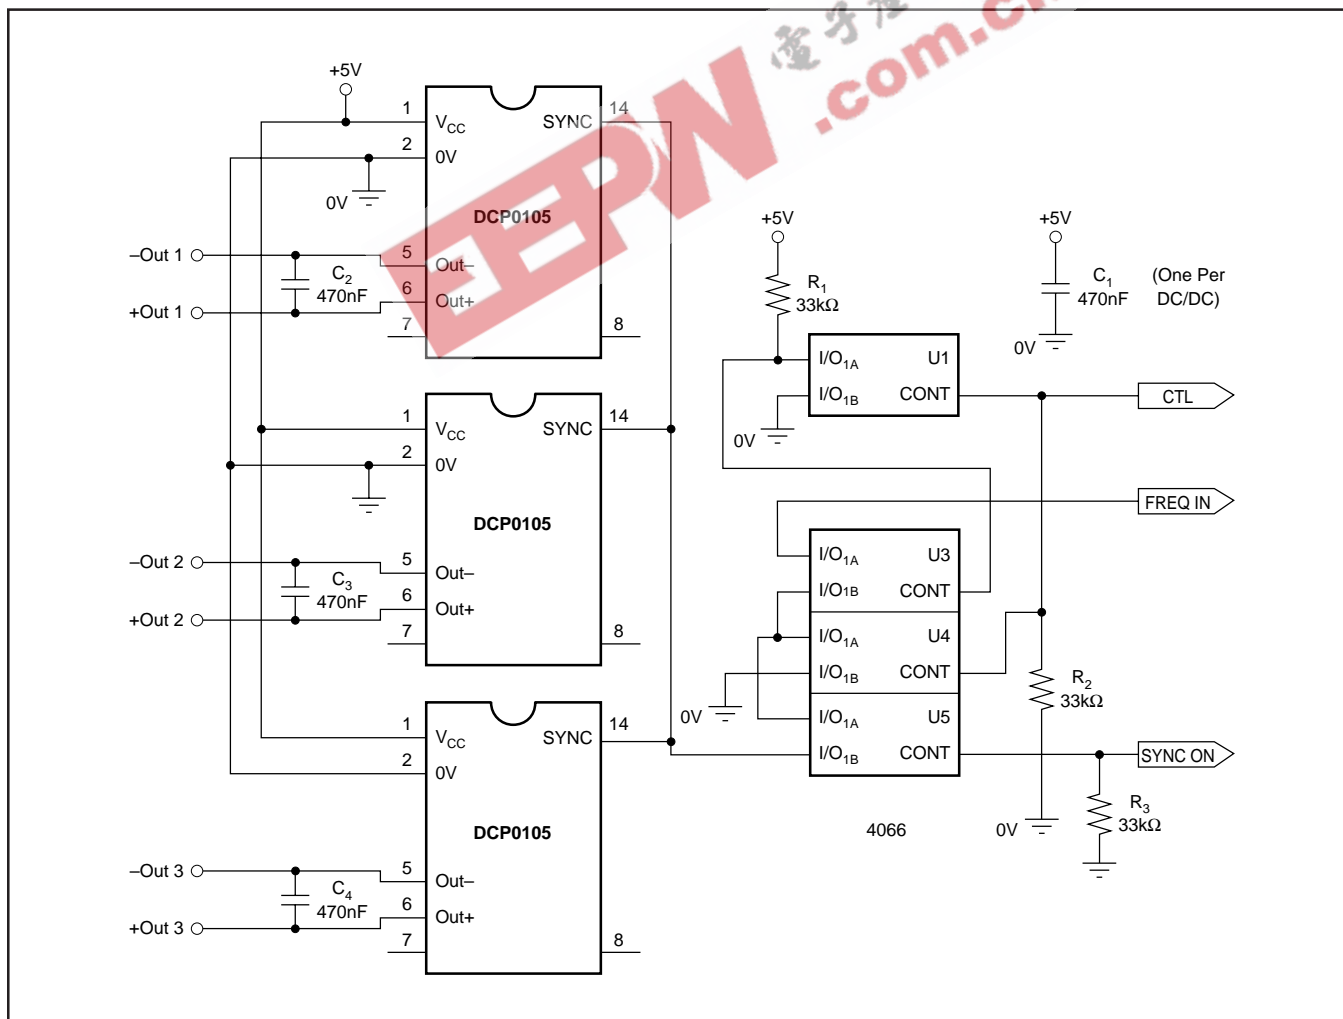 電子產
.com.cn
EEPW
+5V
1
VCC
SYNC
14
2
0V
0V
DCP0105
–Out 1
5
Out–
C2
470nF
6
Out+
+Out 1
7
8
1
VCC
SYNC
14
2
0V
DCP0105
–Out 2
5
Out–
C3
470nF
6
Out+
+Out 2
7
8
1
VCC
SYNC
14
2
0V
DCP0105
–Out 3
5
Out–
C4
470nF
6
Out+
+Out 3
7
8
+5V
R1
33kΩ
+5V
C1
470nF
(One Per
DC/DC)
0V
I/O1A
U1
I/O1B
CONT
0V
CTL
FREQ IN
I/O1A
U3
I/O1B
CONT
I/O1A
U4
I/O1B
CONT
0V
I/O1A
U5
I/O1B
CONT
R2
33kΩ
SYNC ON
R3
33kΩ
0V
4066